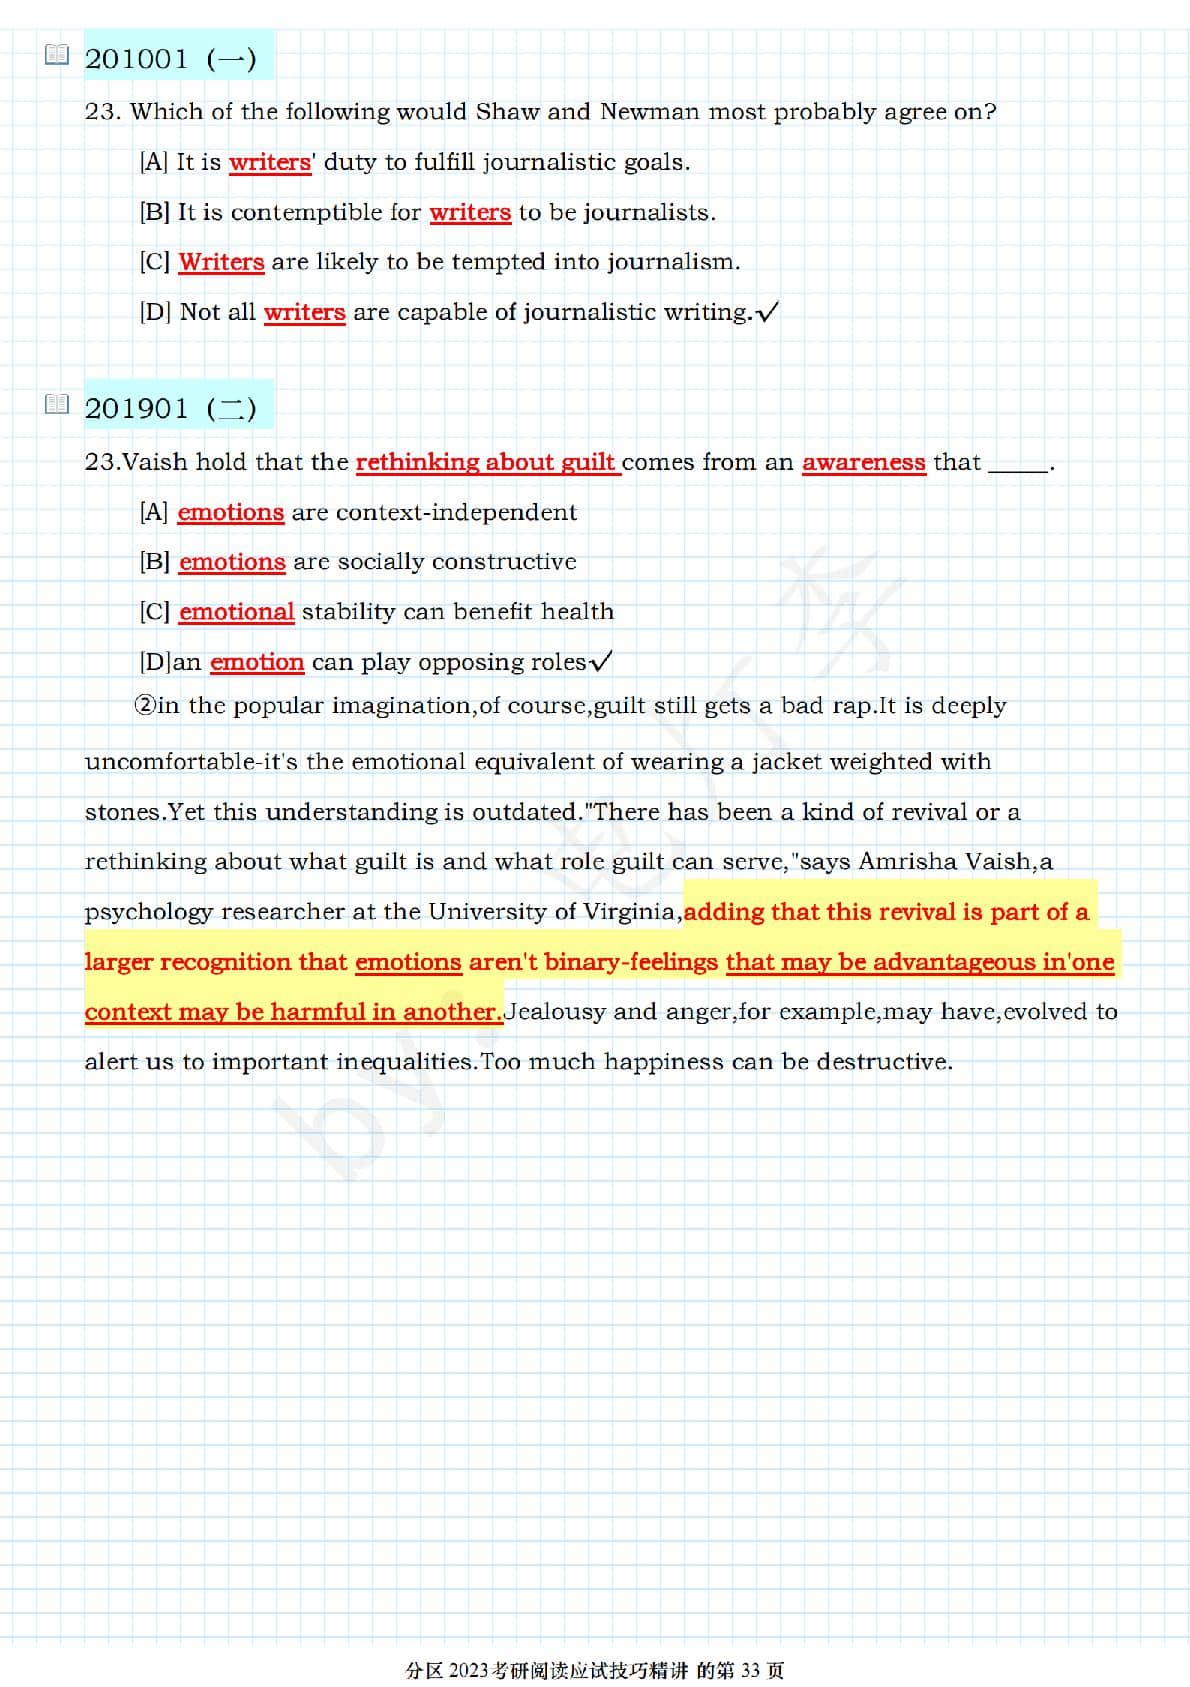 201001（一）
23. Which of the following would Shaw and Newman most probably agree on?
[A] It is writers' duty to fulfill journalistic goals.
[B] It is contemptible for writers to be journalists.
[C] Writers are likely to be tempted into journalism.
[D] Not all writers are capable of journalistic writing.✓
201901（二）
23.Vaish hold that the rethinking about guilt comes from an awareness that _____.
[A] emotions are context-independent
[B] emotions are socially constructive
[C] emotional stability can benefit health
[D]an emotion can play opposing roles✓
②in the popular imagination,of course,guilt still gets a bad rap.It is deeply
uncomfortable-it's the emotional equivalent of wearing a jacket weighted with
stones.Yet this understanding is outdated."There has been a kind of revival or a
rethinking about what guilt is and what role guilt can serve,"says Amrisha Vaish,a
psychology researcher at the University of Virginia,adding that this revival is part of a
larger recognition that emotions aren't binary-feelings that may be advantageous in'one
context may be harmful in another.Jealousy and anger,for example,may have,evolved to
alert us to important inequalities.Too much happiness can be destructive.
分区 2023考研阅读应试技巧精讲 的第 33 页